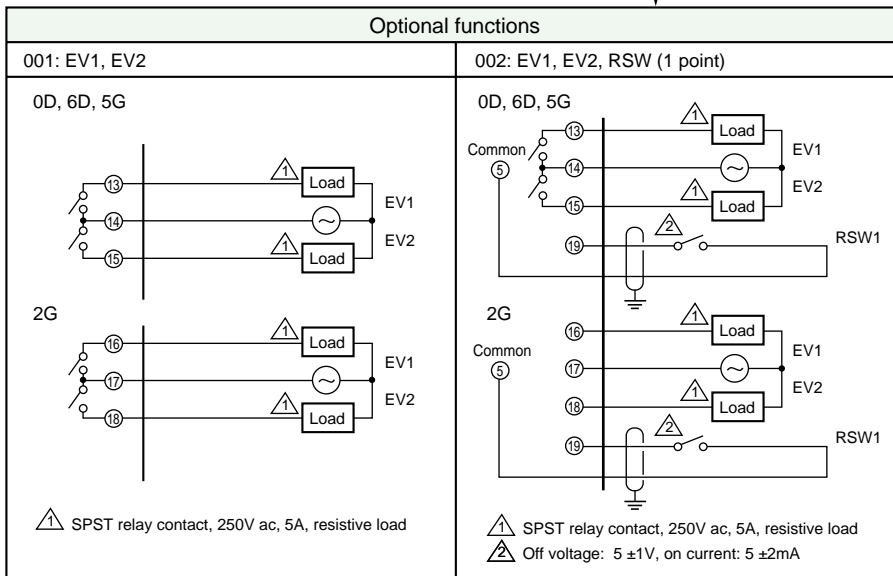 Optional functions
001: EV1, EV2
0D, 6D, 5G
13
1
Load
EV1
14
EV2
15
1
Load
2G
16
1
Load
EV1
17
EV2
18
1
Load
1 SPST relay contact, 250V ac, 5A, resistive load
002: EV1, EV2, RSW (1 point)
0D, 6D, 5G
13
1
Load
Common
EV1
5
14
EV2
15
1
Load
19
2
RSW1
2G
16
1
Load
Common
EV1
5
17
EV2
18
1
Load
19
2
RSW1
1 SPST relay contact, 250V ac, 5A, resistive load
2 Off voltage: 5 ±1V, on current: 5 ±2mA